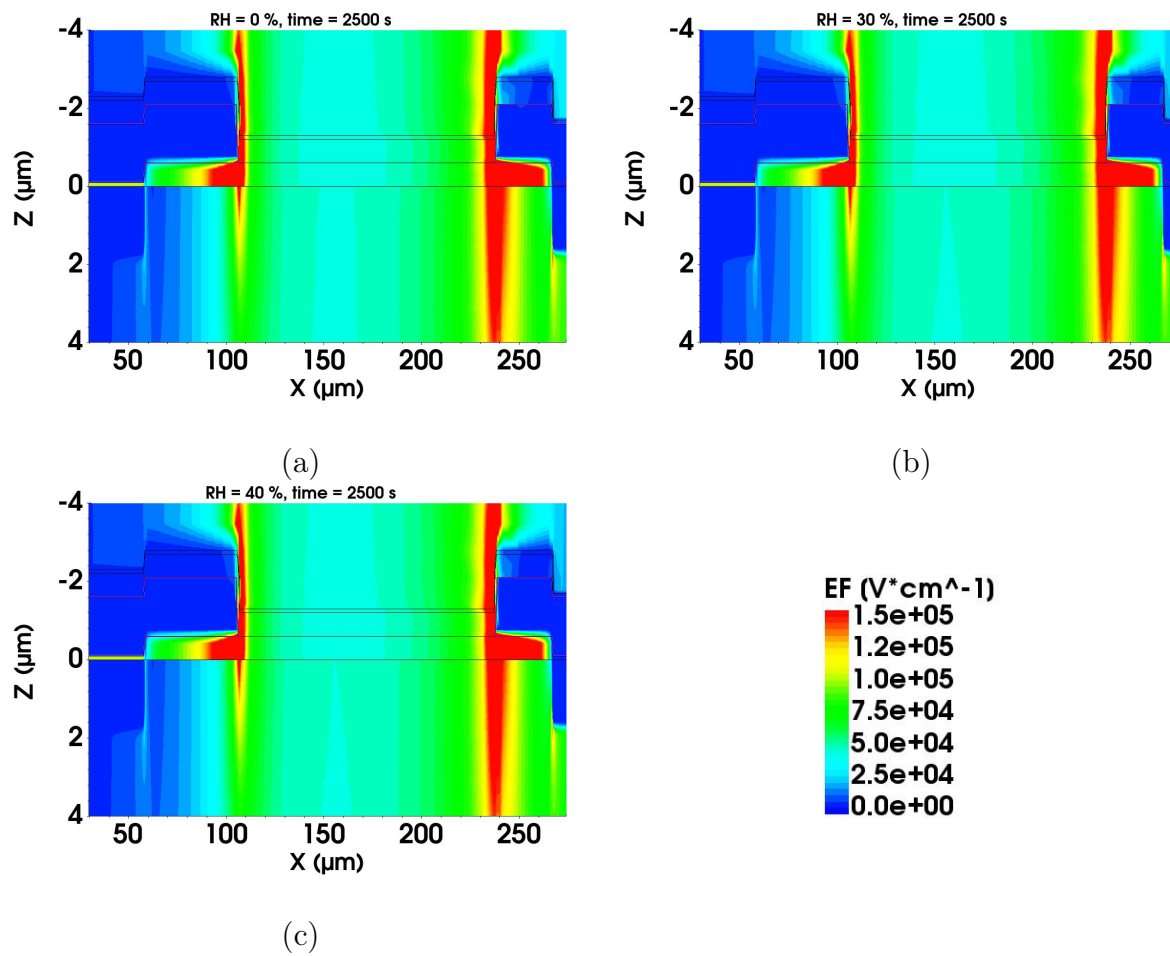 RH = 0 %, time = 2500 s
-4
-2
0
2
4
Z (µm)
50 100 150 200 250
X (µm)
(a)
RH = 30 %, time = 2500 s
-4
-2
0
2
4
Z (µm)
50 100 150 200 250
X (µm)
(b)
RH = 40 %, time = 2500 s
-4
-2
0
2
4
Z (µm)
50 100 150 200 250
X (µm)
(c)
EF (V*cm^-1)
1.5e+05
1.2e+05
1.0e+05
7.5e+04
5.0e+04
2.5e+04
0.0e+00